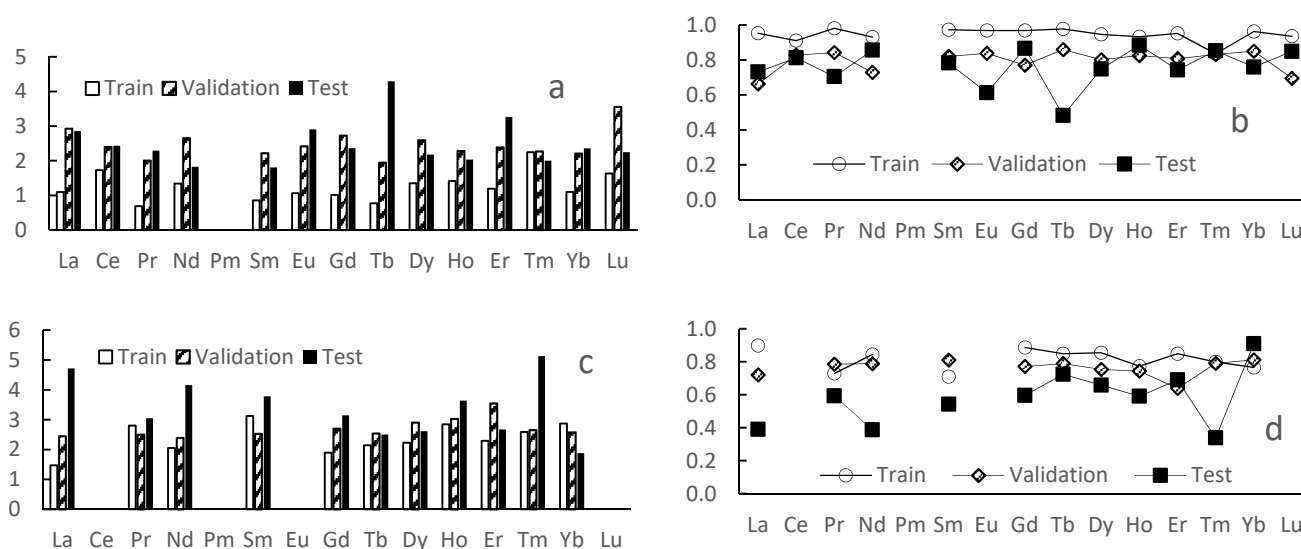 5
4
3
2
1
0
Train Validation Test
a
La Ce Pr Nd Pm Sm Eu Gd Tb Dy Ho Er Tm Yb Lu
1.0
0.8
0.6
0.4
0.2
0.0
b
Train Validation Test
La Ce Pr Nd Pm Sm Eu Gd Tb Dy Ho Er Tm Yb Lu
6
5
4
3
2
1
0
Train Validation Test
c
La Ce Pr Nd Pm Sm Eu Gd Tb Dy Ho Er Tm Yb Lu
1.0
0.8
0.6
0.4
0.2
0.0
d
Train Validation Test
La Ce Pr Nd Pm Sm Eu Gd Tb Dy Ho Er Tm Yb Lu